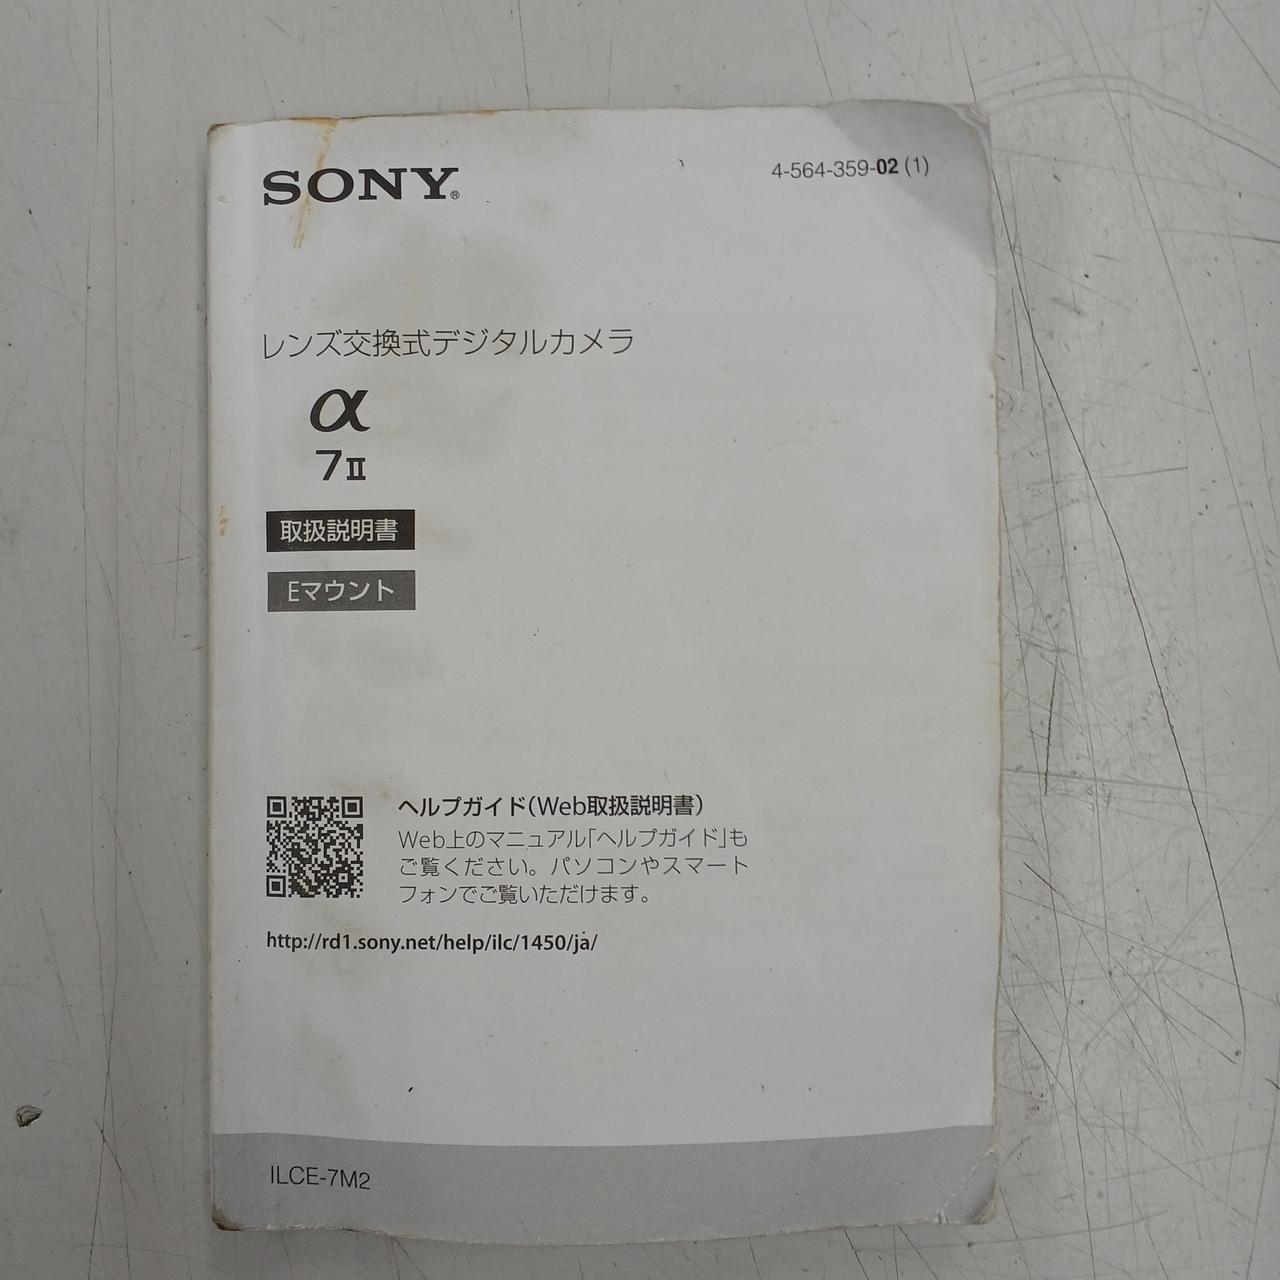 SONY®
4-564-359-02(1)
レンズ交換式デジタルカメラ
α
7II
取扱説明書
Eマウント
ヘルプガイド(Web取扱説明書)
Web上のマニュアル「ヘルプガイド」も
ご覧ください。パソコンやスマート
フォンでご覧いただけます。
http://rd1.sony.net/help/ilc/1450/ja/
ILCE-7M2